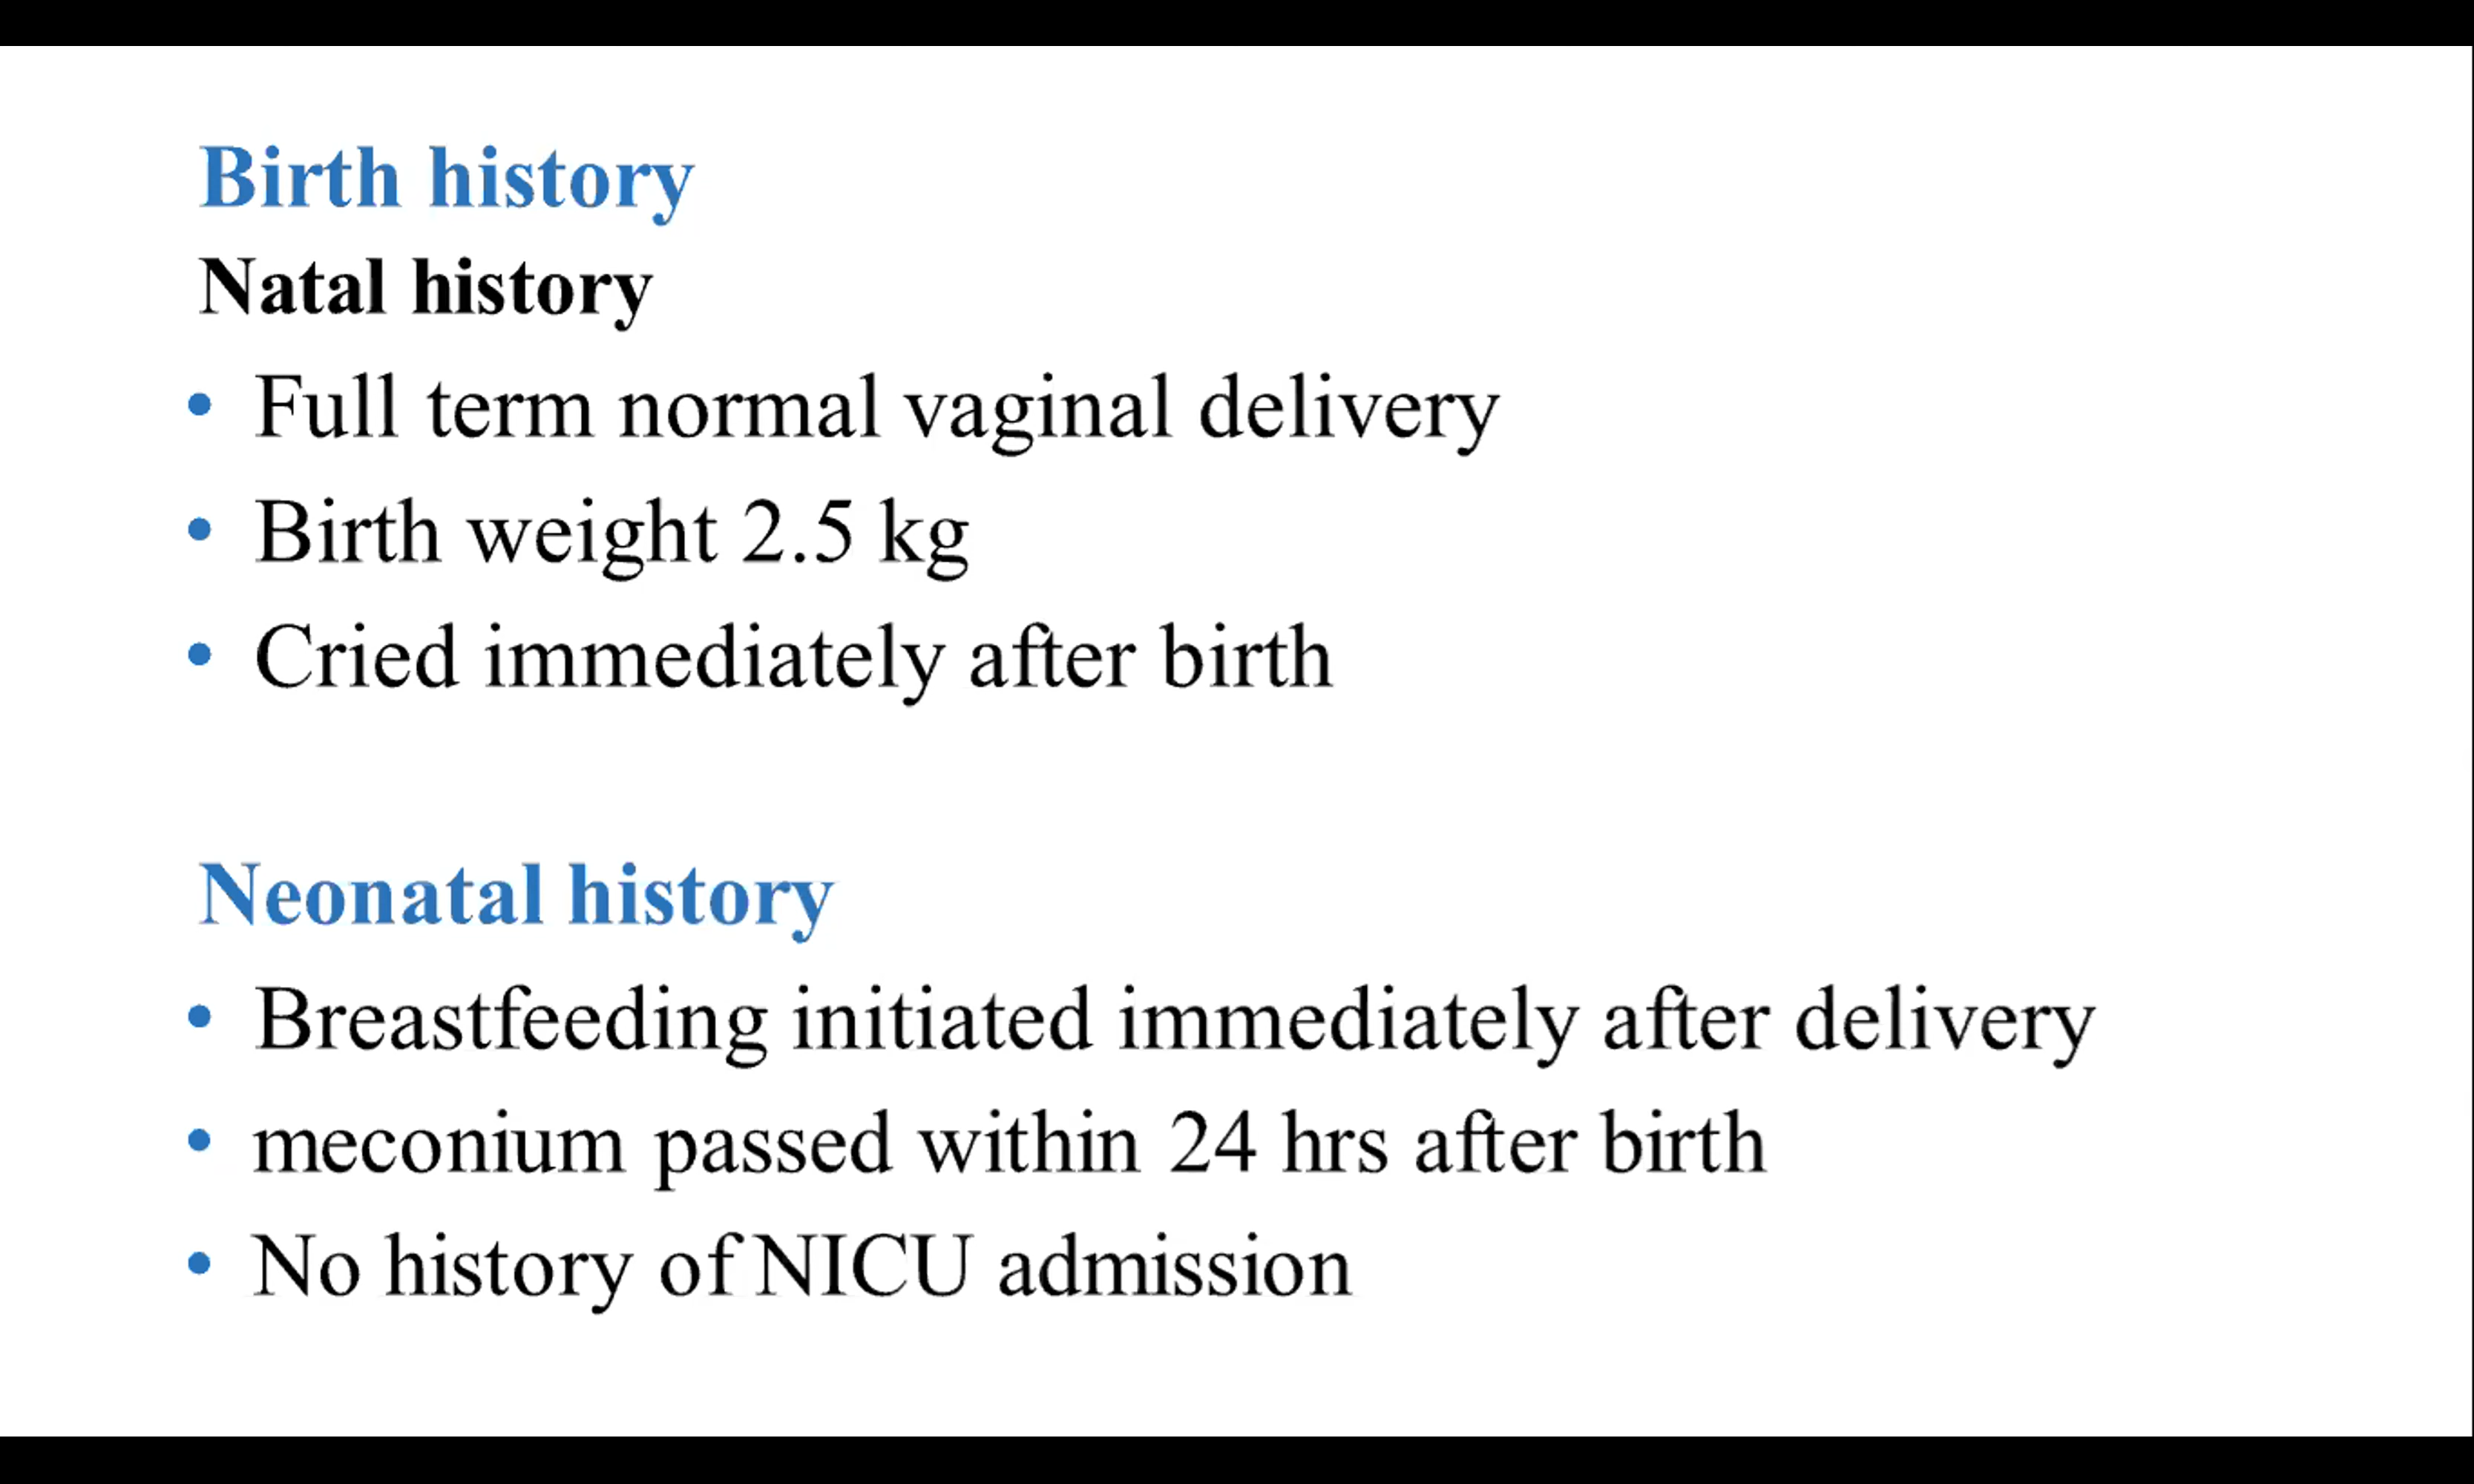 Birth history
Natal history
• Full term normal vaginal delivery
• Birth weight 2.5 kg
• Cried immediately after birth
Neonatal history
• Breastfeeding initiated immediately after delivery
• meconium passed within 24 hrs after birth
• No history of NICU admission